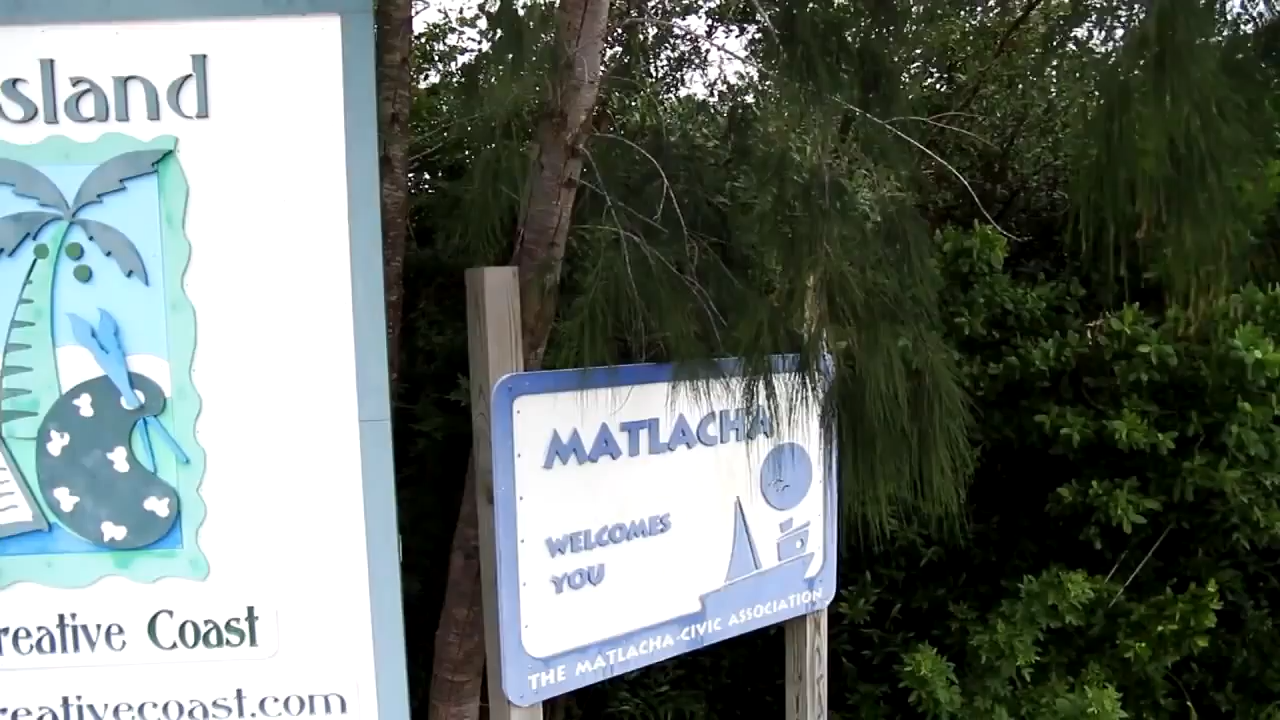 sland
reative Coast
reativecoast.com
MATLACHA
WELCOMES
YOU
THE MATLACHA CIVIC ASSOCIATION